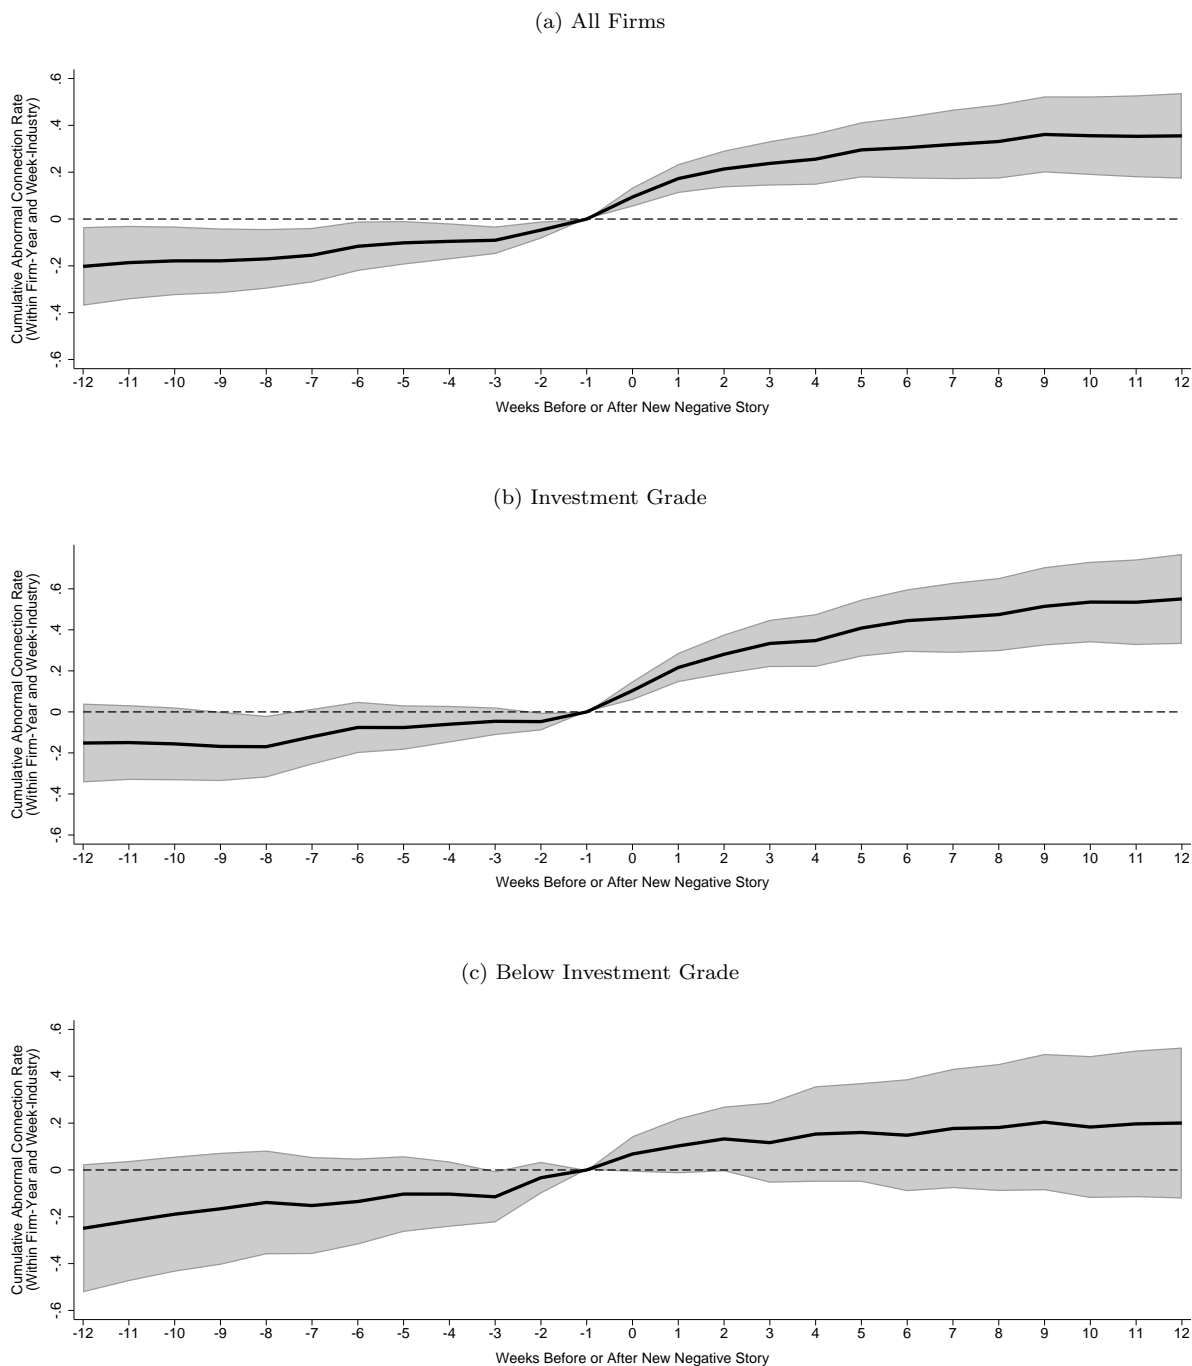 (a) All Firms
Cumulative Abnormal Connection Rate
(Within Firm-Year and Week-Industry)
.6
.4
.2
0
-.2
-.4
-.6
-12 -11 -10 -9 -8 -7 -6 -5 -4 -3 -2 -1 0 1 2 3 4 5 6 7 8 9 10 11 12
Weeks Before or After New Negative Story
(b) Investment Grade
Cumulative Abnormal Connection Rate
(Within Firm-Year and Week-Industry)
.6
.4
.2
0
-.2
-.4
-.6
-12 -11 -10 -9 -8 -7 -6 -5 -4 -3 -2 -1 0 1 2 3 4 5 6 7 8 9 10 11 12
Weeks Before or After New Negative Story
(c) Below Investment Grade
Cumulative Abnormal Connection Rate
(Within Firm-Year and Week-Industry)
.6
.4
.2
0
-.2
-.4
-.6
-12 -11 -10 -9 -8 -7 -6 -5 -4 -3 -2 -1 0 1 2 3 4 5 6 7 8 9 10 11 12
Weeks Before or After New Negative Story